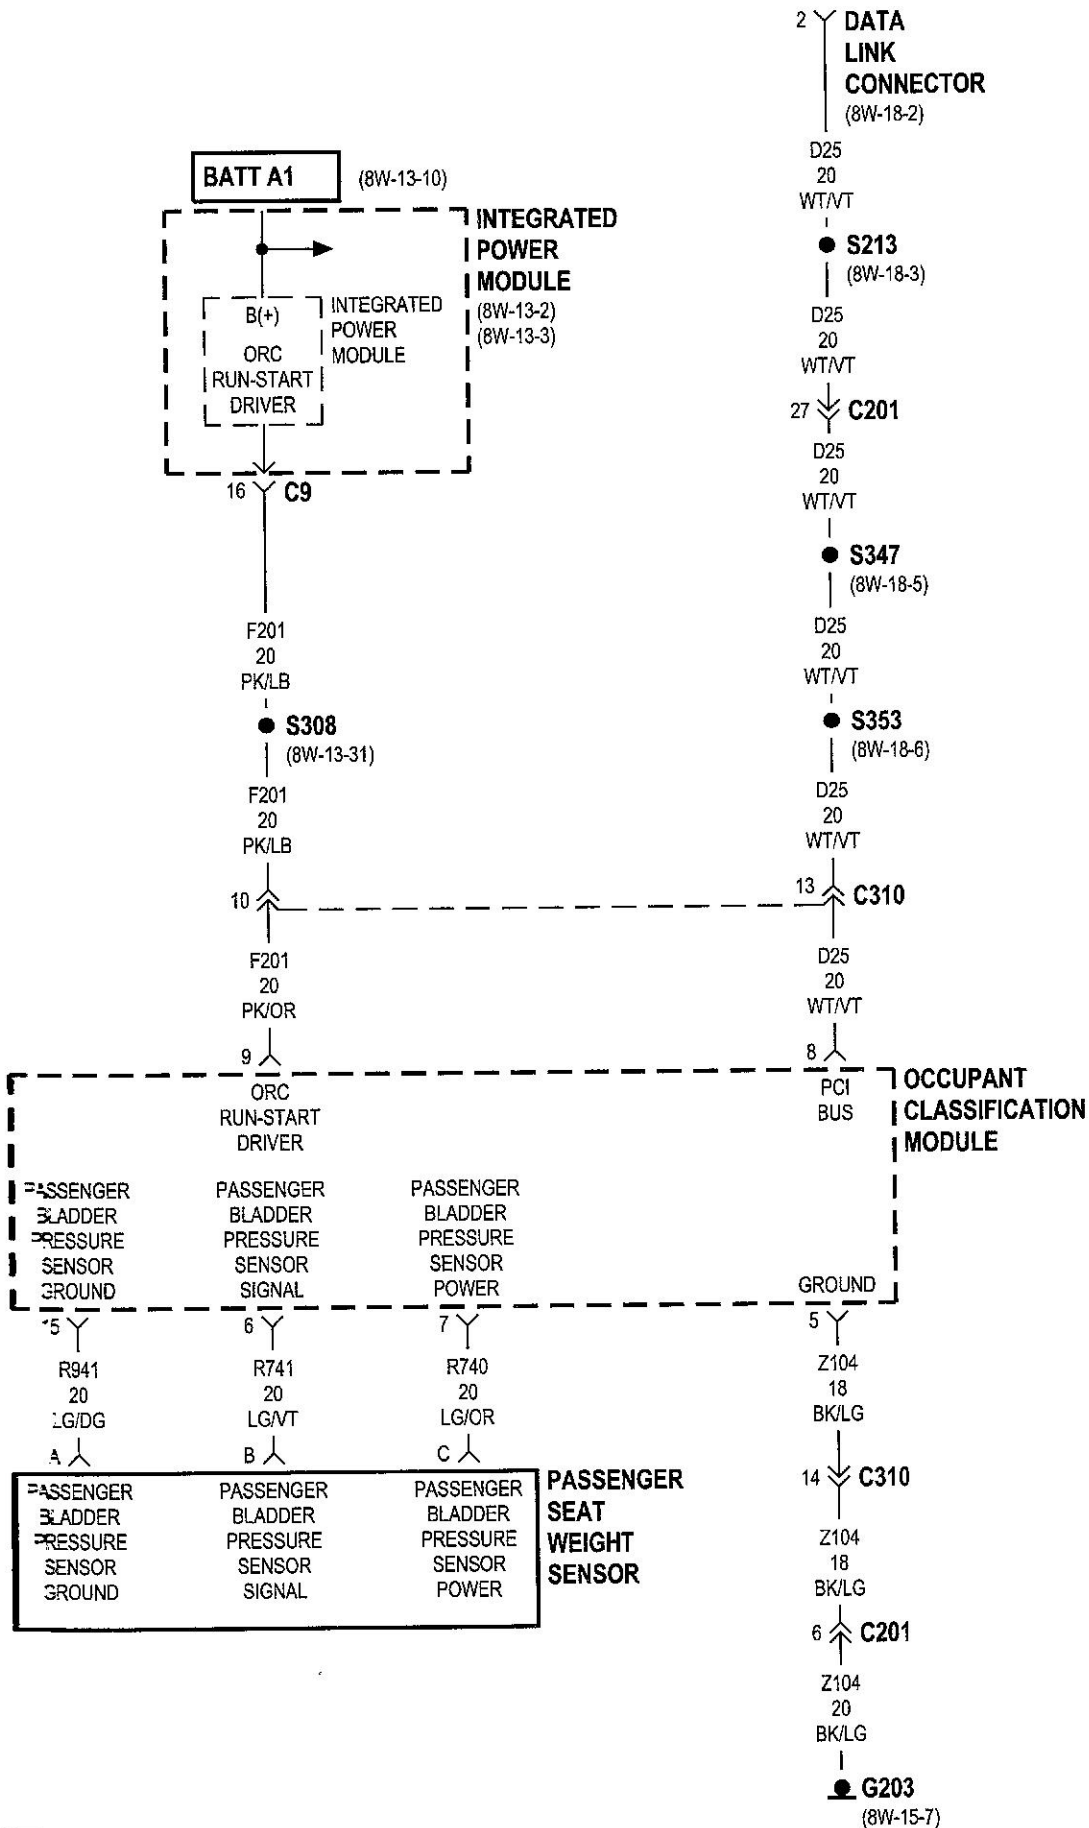 2
DATA
LINK
CONNECTOR
(8W-18-2)
D25
20
WT/VT
S213
(8W-18-3)
D25
20
WT/VT
27
C201
D25
20
WT/VT
S347
(8W-18-5)
D25
20
WT/VT
S353
(8W-18-6)
D25
20
WT/VT
13
C310
D25
20
WT/VT
8
BATT A1
(8W-13-10)
INTEGRATED
POWER
MODULE
(8W-13-2)
(8W-13-3)
B(+)
ORC
RUN-START
DRIVER
INTEGRATED
POWER
MODULE
16
C9
F201
20
PK/LB
S308
(8W-13-31)
F201
20
PK/LB
10
F201
20
PK/OR
9
ORC
RUN-START
DRIVER
PCI
BUS
OCCUPANT
CLASSIFICATION
MODULE
PASSENGER
BLADDER
PRESSURE
SENSOR
GROUND
PASSENGER
BLADDER
PRESSURE
SENSOR
SIGNAL
PASSENGER
BLADDER
PRESSURE
SENSOR
POWER
GROUND
15
R941
20
LG/DG
A
6
R741
20
LG/VT
B
7
R740
20
LG/OR
C
5
Z104
18
BK/LG
14
C310
Z104
18
BK/LG
6
C201
Z104
20
BK/LG
G203
(8W-15-7)
PASSENGER
BLADDER
PRESSURE
SENSOR
GROUND
PASSENGER
BLADDER
PRESSURE
SENSOR
SIGNAL
PASSENGER
BLADDER
PRESSURE
SENSOR
POWER
PASSENGER
SEAT
WEIGHT
SENSOR